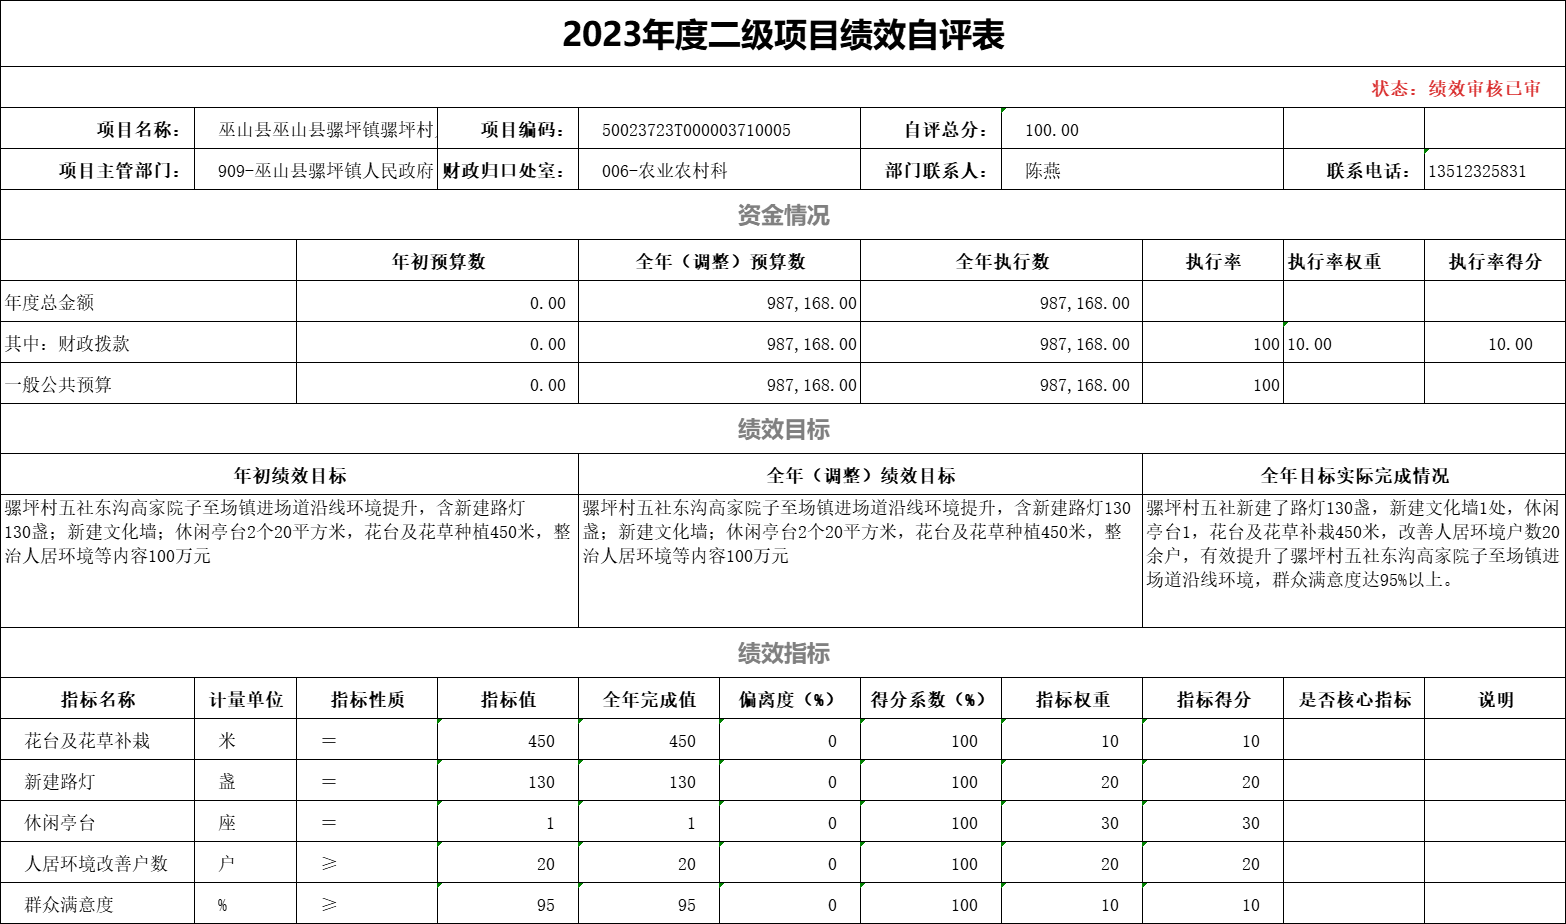 2023年度二级项目绩效自评表
状态：绩效审核已审
项目名称： 巫山县巫山县骡坪镇骡坪村 项目编码： 50023723T000003710005 自评总分： 100.00
项目主管部门： 909-巫山县骡坪镇人民政府 财政归口处室： 006-农业农村科 部门联系人： 陈燕 联系电话： 13512325831
资金情况
年初预算数 全年（调整）预算数 全年执行数 执行率 执行率权重 执行率得分
年度总金额 0.00 987,168.00 987,168.00
其中：财政拨款 0.00 987,168.00 987,168.00 100 10.00 10.00
一般公共预算 0.00 987,168.00 987,168.00 100
绩效目标
年初绩效目标 全年（调整）绩效目标 全年目标实际完成情况
骡坪村五社东沟高家院子至场镇进场道沿线环境提升，含新建路灯
130盏；新建文化墙；休闲亭台2个20平方米，花台及花草种植450米，整
治人居环境等内容100万元
骡坪村五社东沟高家院子至场镇进场道沿线环境提升，含新建路灯130
盏；新建文化墙；休闲亭台2个20平方米，花台及花草种植450米，整
治人居环境等内容100万元
骡坪村五社新建了路灯130盏，新建文化墙1处，休闲
亭台1，花台及花草补栽450米，改善人居环境户数20
余户，有效提升了骡坪村五社东沟高家院子至场镇进
场道沿线环境，群众满意度达95%以上。
绩效指标
指标名称 计量单位 指标性质 指标值 全年完成值 偏离度（%） 得分系数（%） 指标权重 指标得分 是否核心指标 说明
花台及花草补栽 米 ＝ 450 450 0 100 10 10
新建路灯 盏 ＝ 130 130 0 100 20 20
休闲亭台 座 ＝ 1 1 0 100 30 30
人居环境改善户数 户 ≥ 20 20 0 100 20 20
群众满意度 % ≥ 95 95 0 100 10 10